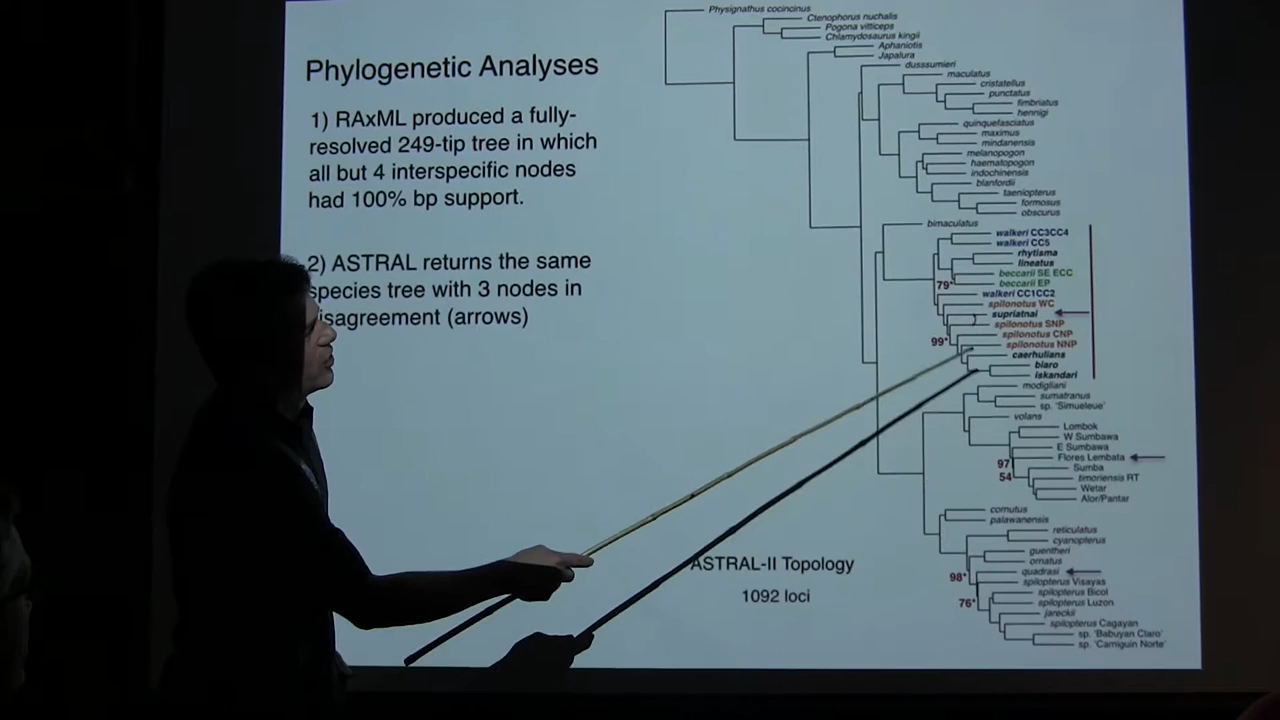 Phylogenetic Analyses
1) RAxML produced a fully-
resolved 249-tip tree in which
all but 4 interspecific nodes
had 100% bp support.
2) ASTRAL returns the same
species tree with 3 nodes in
isagreement (arrows)
Physignathus cocincinus
Ctenophorus nuchalis
Pogona vitticeps
Chlamydosaurus kingii
Aphaniotis
Japalura
dusssumieri
maculatus
cristatellus
punctatus
fimbriatus
hennigi
quinquefasciatus
maximus
mindanensis
melanopogon
haematopogon
indochinensis
blanfordii
taeniopterus
formosus
obscurus
bimaculatus
walkeri CC3CC4
walkeri CC5
rhytisma
lineatus
beccarii SE ECC
beccarii EP
79*
walkeri CC1CC2
spilonotus WC
supriatnai
spilonotus SNP
spilonotus CNP
99*
spilonotus NNP
caerhulians
biaro
iskandari
modigliani
sumatranus
sp. 'Simueleue'
volans
Lombok
W Sumbawa
E Sumbawa
Flores Lembata
97
Sumba
54
timoriensis RT
Wetar
Alor/Pantar
cornutus
palawanensis
reticulatus
cyanopterus
guentheri
ornatus
quadrasi
98*
spilopterus Visayas
spilopterus Bicol
76*
spilopterus Luzon
jareckii
spilopterus Cagayan
sp. 'Babuyan Claro'
sp. 'Camiguin Norte'
ASTRAL-II Topology
1092 loci